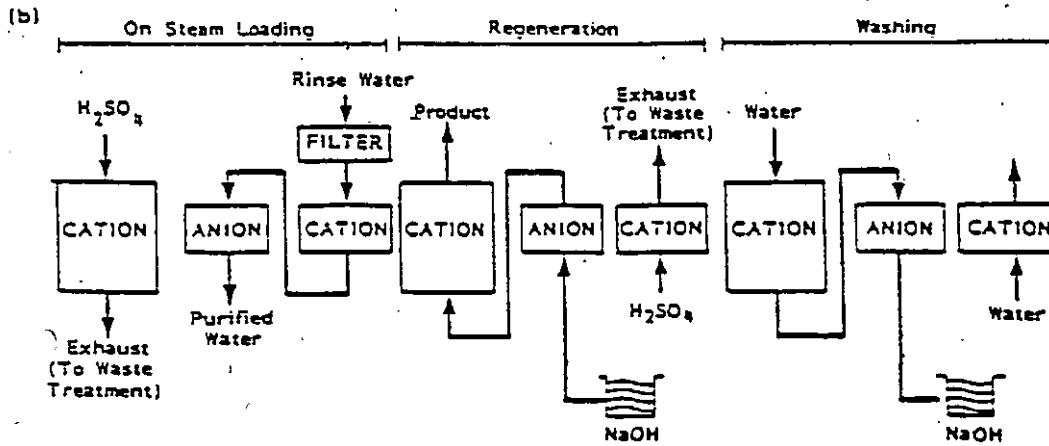 (b)
On Steam Loading
Regeneration
Washing
H₂SO₄
Rinse Water
FILTER
CATION
ANION
CATION
Exhaust
(To Waste
Treatment)
Purified
Water
Product
Exhaust
(To Waste
Treatment)
CATION
ANION
CATION
H₂SO₄
NaOH
Water
CATION
ANION
CATION
Water
NaOH